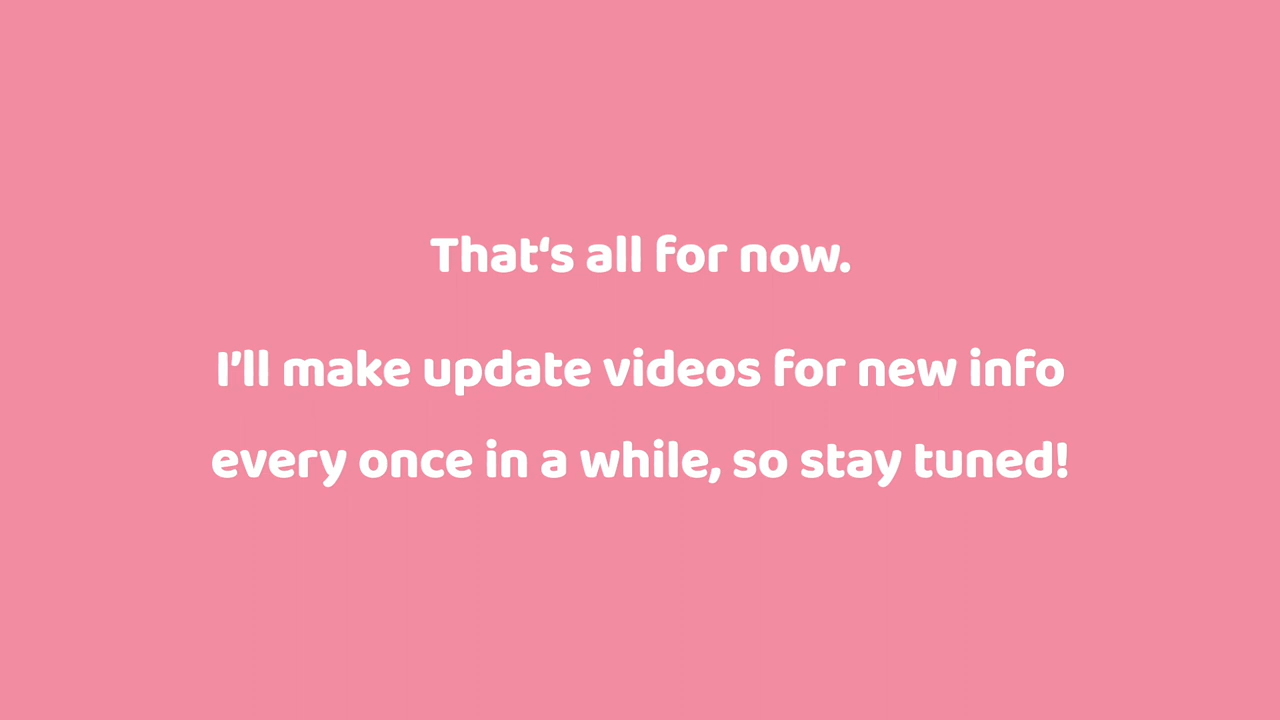 That‘s all for now.
I’ll make update videos for new info
every once in a while, so stay tuned!